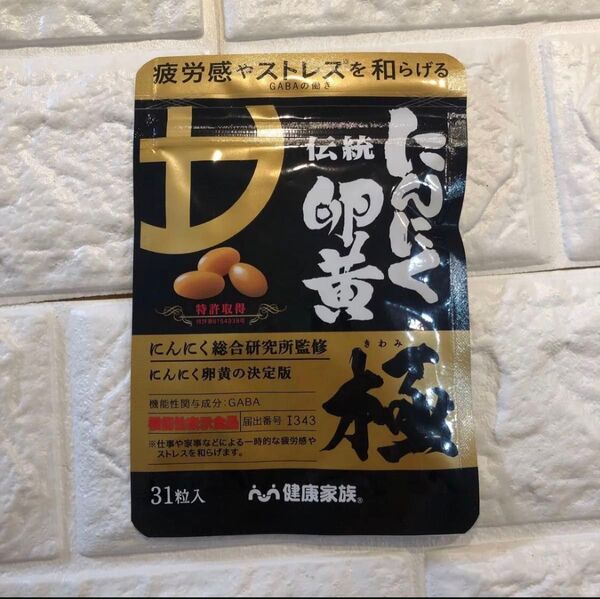 疲労感やストレス※を和らげる
GABAの働き
伝統
にんにく
卵黄
極
きわみ
特許取得
にんにく総合研究所監修
にんにく卵黄の決定版
機能性関与成分:GABA
機能性表示食品 届出番号 I343
※仕事や家事などによる一時的な疲労感や
ストレスを和らげます。
31粒入
健康家族®